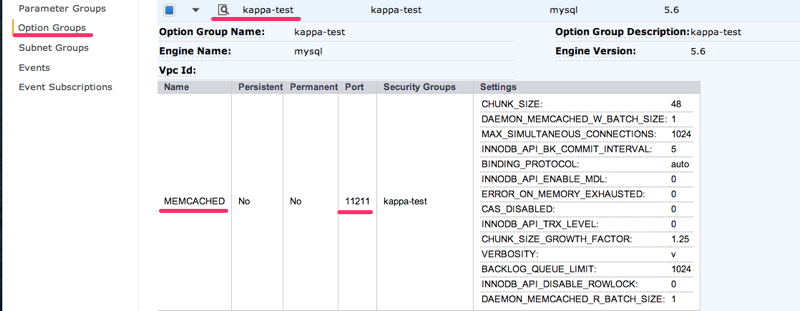 Parameter Groups
Option Groups
Subnet Groups
Events
Event Subscriptions
kappa-test kappa-test mysql 5.6
Option Group Name: kappa-test Option Group Description: kappa-test
Engine Name: mysql Engine Version: 5.6
Vpc Id:
Name Persistent Permanent Port Security Groups Settings
MEMCACHED No No 11211 kappa-test
CHUNK_SIZE: 48
DAEMON_MEMCACHED_W_BATCH_SIZE: 1
MAX_SIMULTANEOUS_CONNECTIONS: 1024
INNODB_API_BK_COMMIT_INTERVAL: 5
BINDING_PROTOCOL: auto
INNODB_API_ENABLE_MDL: 0
ERROR_ON_MEMORY_EXHAUSTED: 0
CAS_DISABLED: 0
INNODB_API_TRX_LEVEL: 0
CHUNK_SIZE_GROWTH_FACTOR: 1.25
VERBOSITY: v
BACKLOG_QUEUE_LIMIT: 1024
INNODB_API_DISABLE_ROWLOCK: 0
DAEMON_MEMCACHED_R_BATCH_SIZE: 1